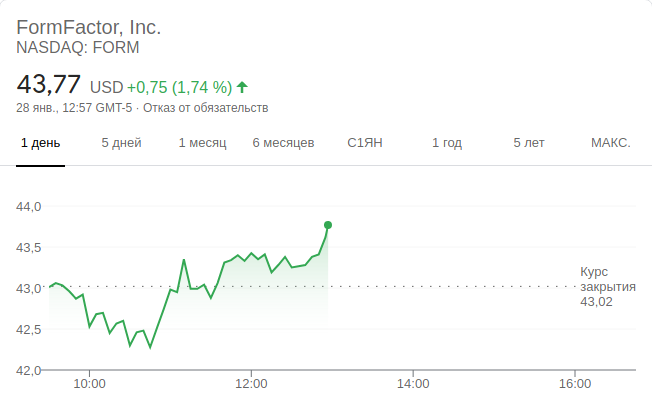 FormFactor, Inc.
NASDAQ: FORM
43,77 USD +0,75 (1,74 %)
28 янв., 12:57 GMT-5 · Отказ от обязательств
1 день 5 дней 1 месяц 6 месяцев С1ЯН 1 год 5 лет МАКС.
44,0
43,5
43,0
42,5
42,0
Курс
закрытия
43,02
10:00 12:00 14:00 16:00